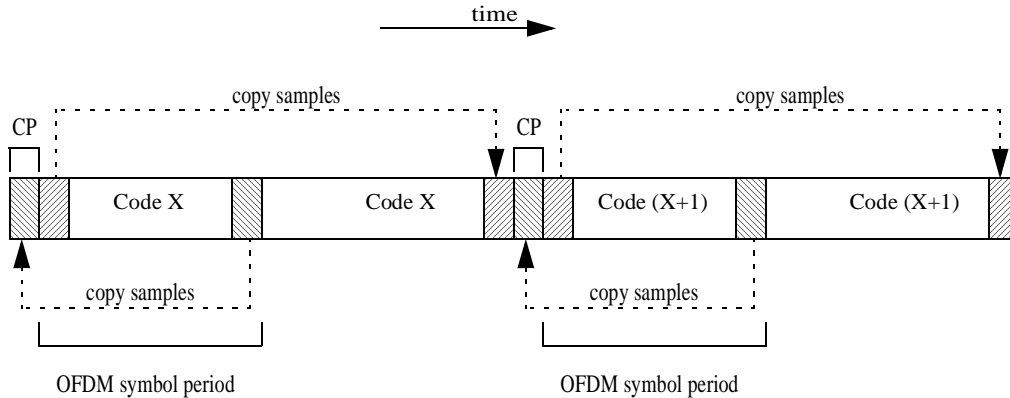 time
copy samples
copy samples
CP
CP
Code X
Code X
Code (X+1)
Code (X+1)
copy samples
copy samples
OFDM symbol period
OFDM symbol period